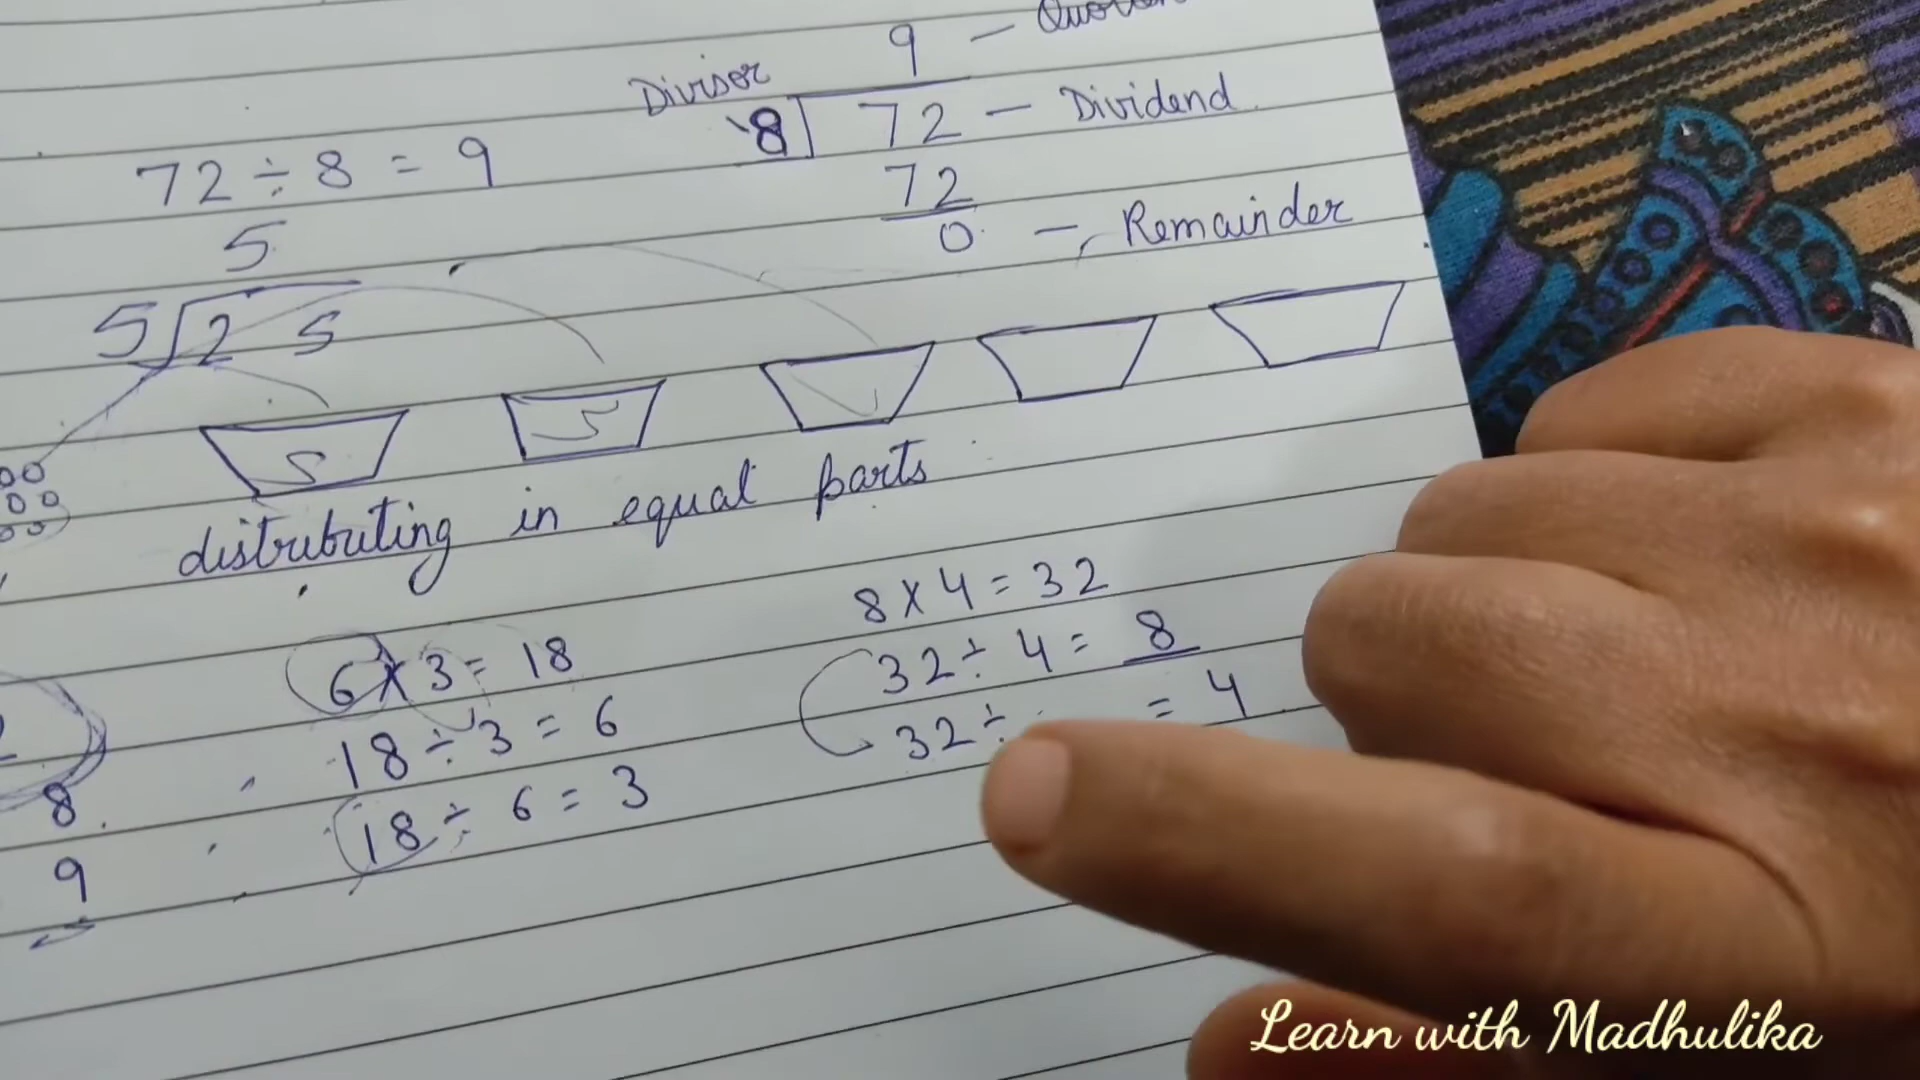 9 —
Divisor
8 72 — Dividend
72 ÷ 8 = 9
72
0 — Remainder
5
5 2 5
5 5
distributing in equal parts
8 × 4 = 32
6 × 3 = 18
32 ÷ 4 = 8
18 ÷ 3 = 6
32 ÷ = 4
8
18 ÷ 6 = 3
9
Learn with Madhulika